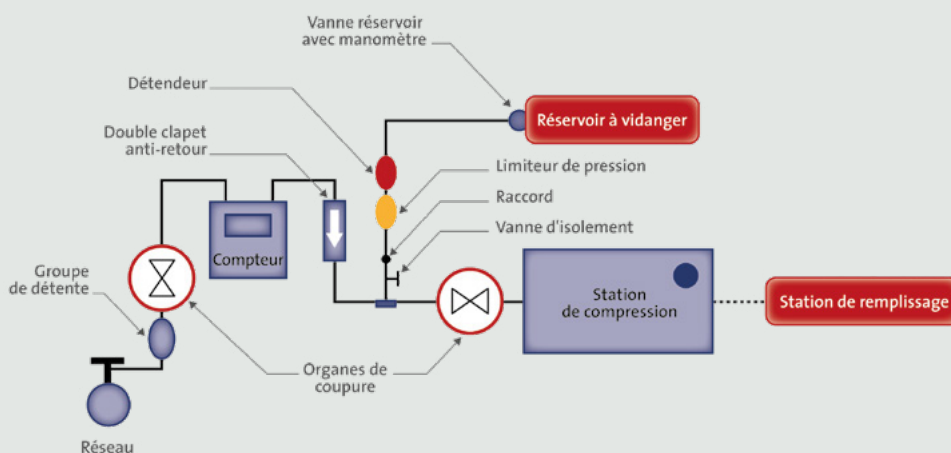 Vanne réservoir
avec manomètre
Détendeur
Réservoir à vidanger
Double clapet
anti-retour
Limiteur de pression
Raccord
Vanne d'isolement
Compteur
Groupe
de détente
Station
de compression
Station de remplissage
Organes de
coupure
Réseau